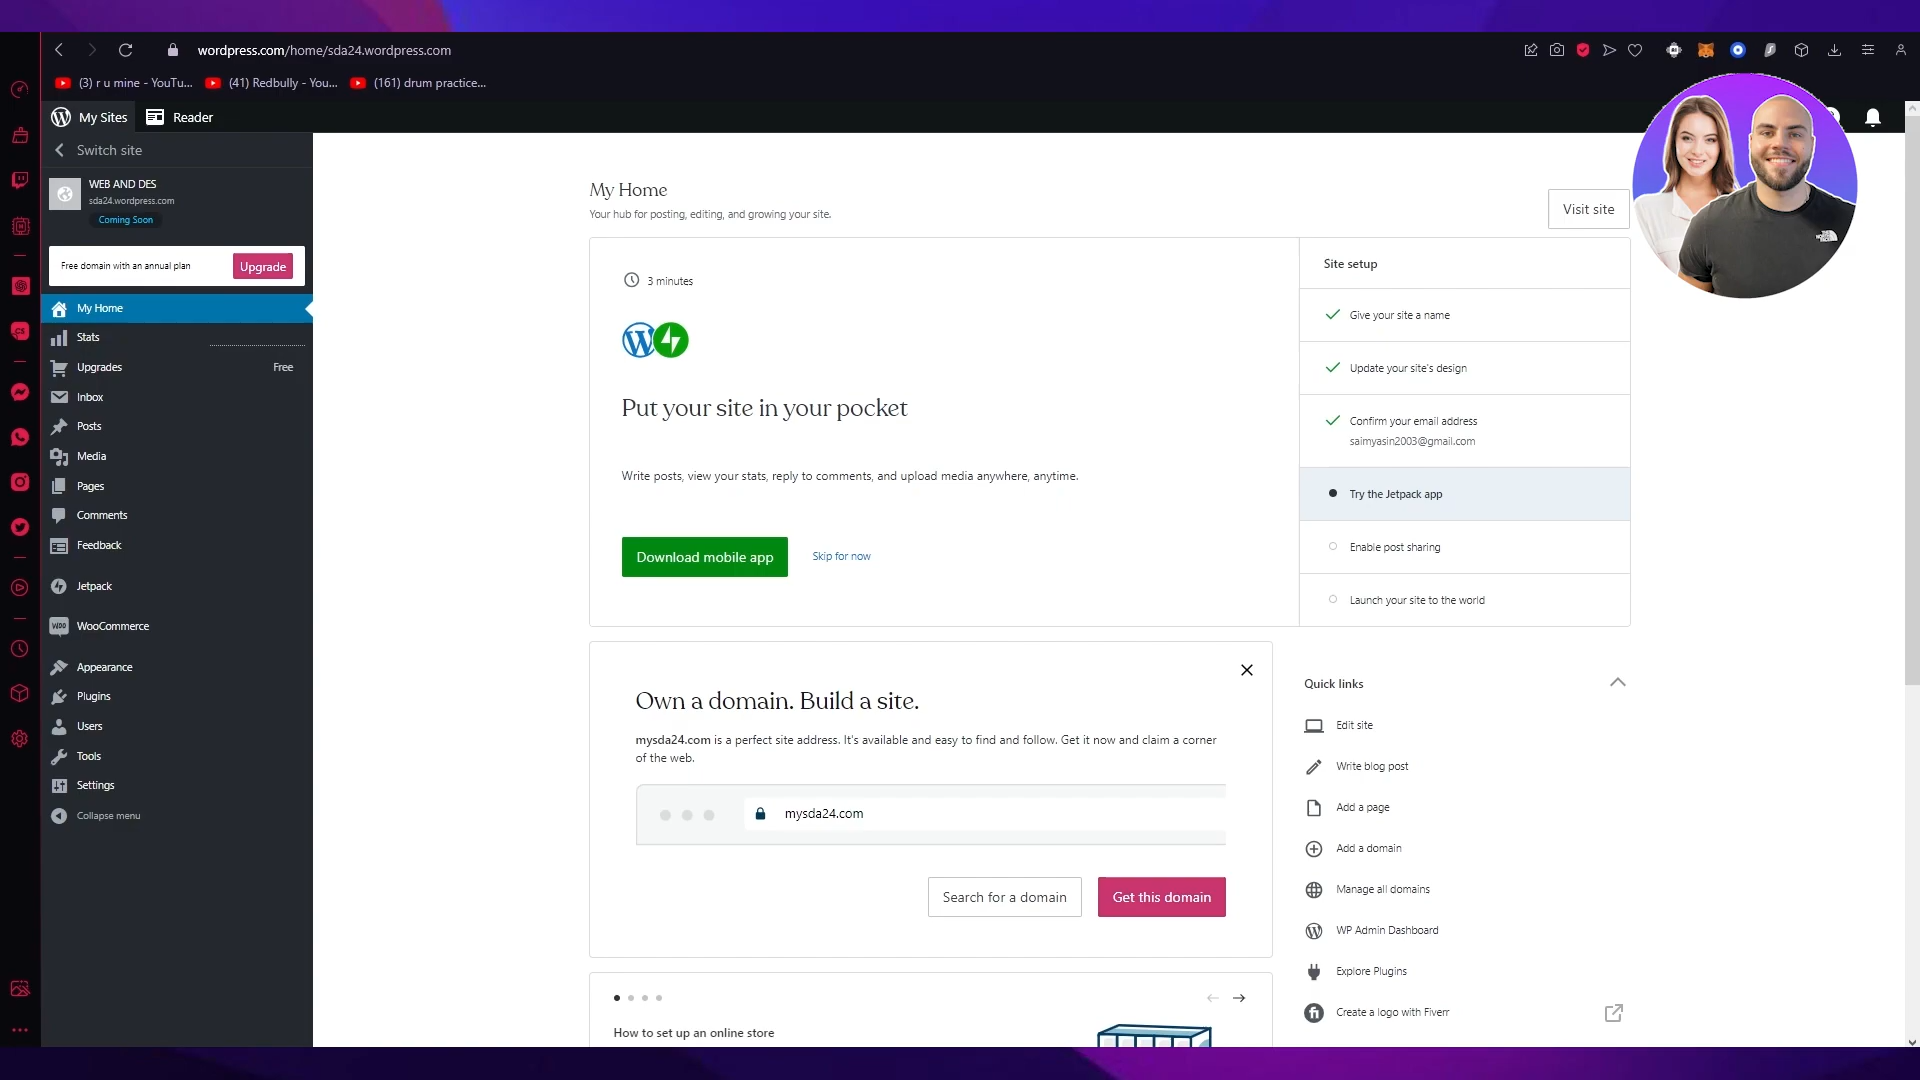 wordpress.com/home/sda24.wordpress.com
(3) r u mine - YouTu...
(41) Redbully - You...
(161) drum practice...
My Sites
Reader
Switch site
WEB AND DES
sda24.wordpress.com
Coming Soon
Free domain with an annual plan
Upgrade
My Home
Stats
Upgrades
Free
Inbox
Posts
Media
Pages
Comments
Feedback
Jetpack
WooCommerce
Appearance
Plugins
Users
Tools
Settings
Collapse menu
My Home
Your hub for posting, editing, and growing your site.
Visit site
3 minutes
Put your site in your pocket
Write posts, view your stats, reply to comments, and upload media anywhere, anytime.
Download mobile app
Skip for now
Site setup
Give your site a name
Update your site's design
Confirm your email address
saimyasin2003@gmail.com
Try the Jetpack app
Enable post sharing
Launch your site to the world
Own a domain. Build a site.
mysda24.com is a perfect site address. It's available and easy to find and follow. Get it now and claim a corner
of the web.
mysda24.com
Search for a domain
Get this domain
How to set up an online store
Quick links
Edit site
Write blog post
Add a page
Add a domain
Manage all domains
WP Admin Dashboard
Explore Plugins
Create a logo with Fiverr